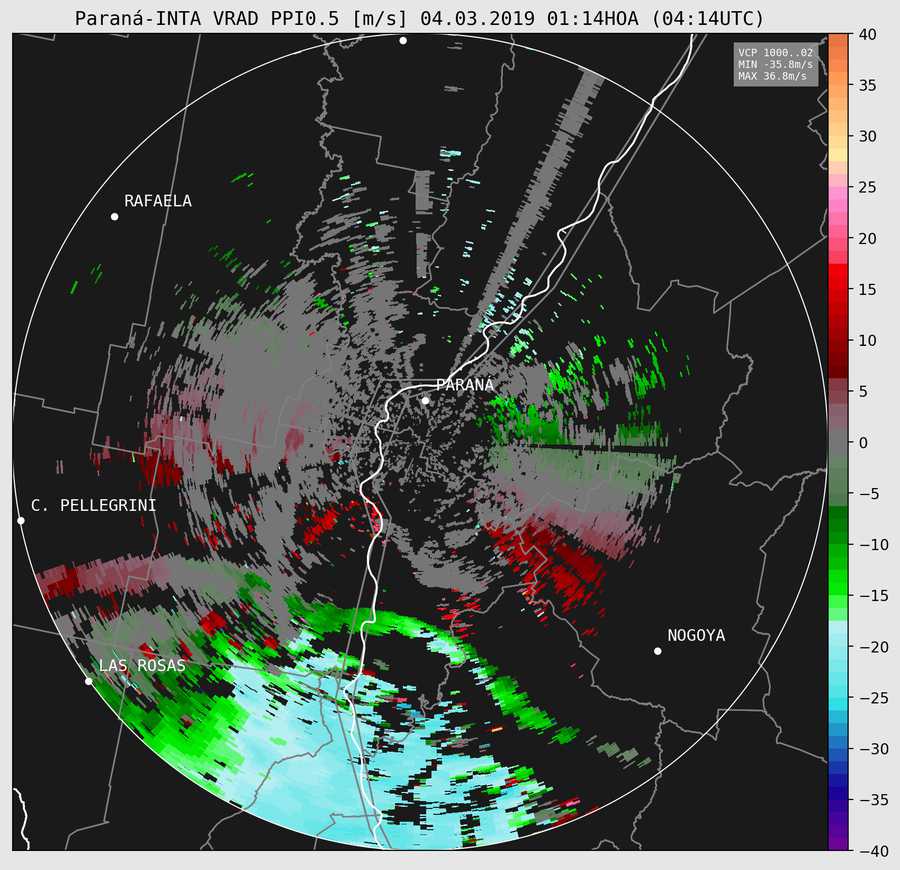 Paraná-INTA VRAD PPI0.5 [m/s] 04.03.2019 01:14HOA (04:14UTC)
VCP 1000..02
MIN -35.8m/s
MAX 36.8m/s
RAFAELA
PARANÁ
C. PELLEGRINI
NOGOYA
LAS ROSAS
40
35
30
25
20
15
10
5
0
−5
−10
−15
−20
−25
−30
−35
−40